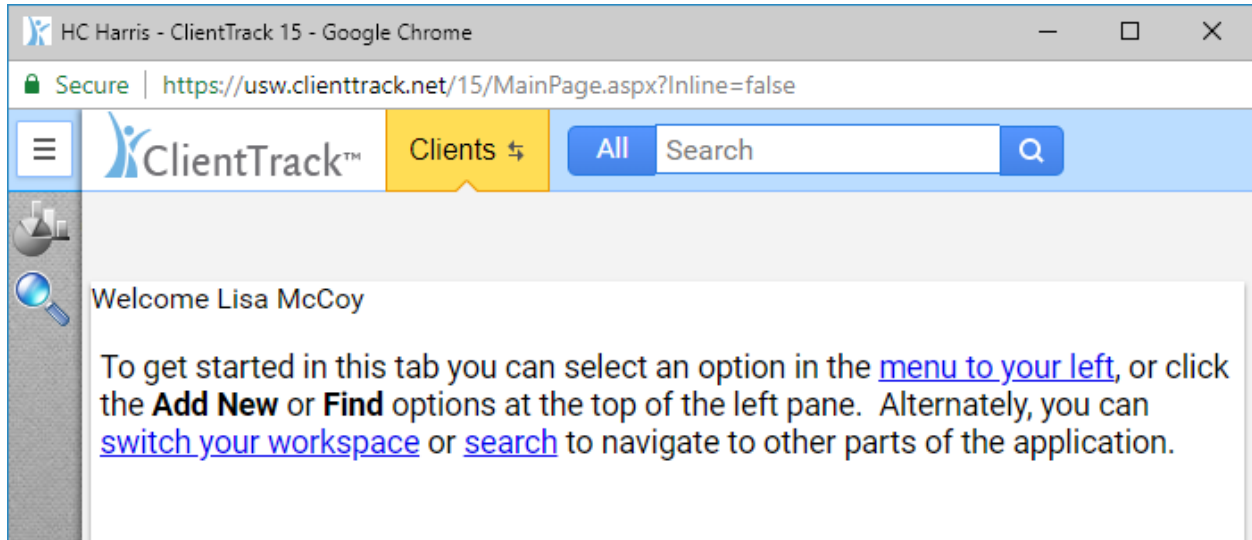 HC Harris - ClientTrack 15 - Google Chrome
Secure | https://usw.clienttrack.net/15/MainPage.aspx?Inline=false
ClientTrack™ Clients All Search
Welcome Lisa McCoy
To get started in this tab you can select an option in the menu to your left, or click
the Add New or Find options at the top of the left pane. Alternately, you can
switch your workspace or search to navigate to other parts of the application.